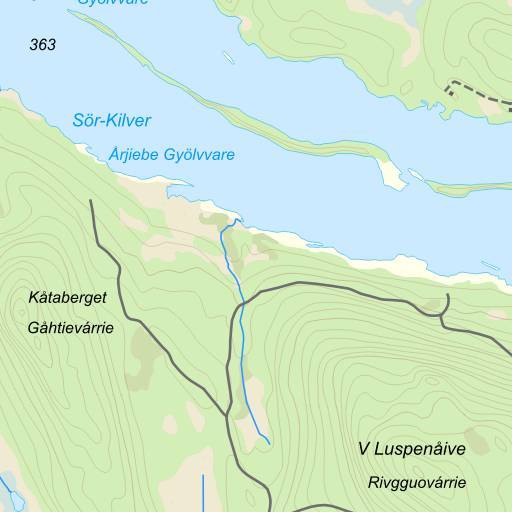 Gyölvvare
363
Sör-Kilver
Årjiebe Gyölvvare
Kåtaberget
Gåhtievárrie
V Luspenåive
Rivgguovárrie